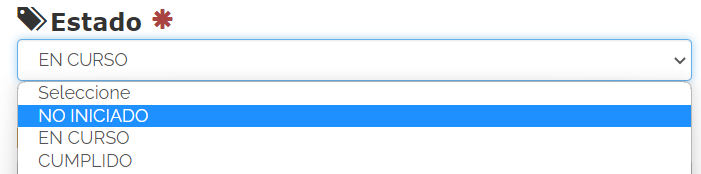 Estado *
EN CURSO
Seleccione
NO INICIADO
EN CURSO
CUMPLIDO